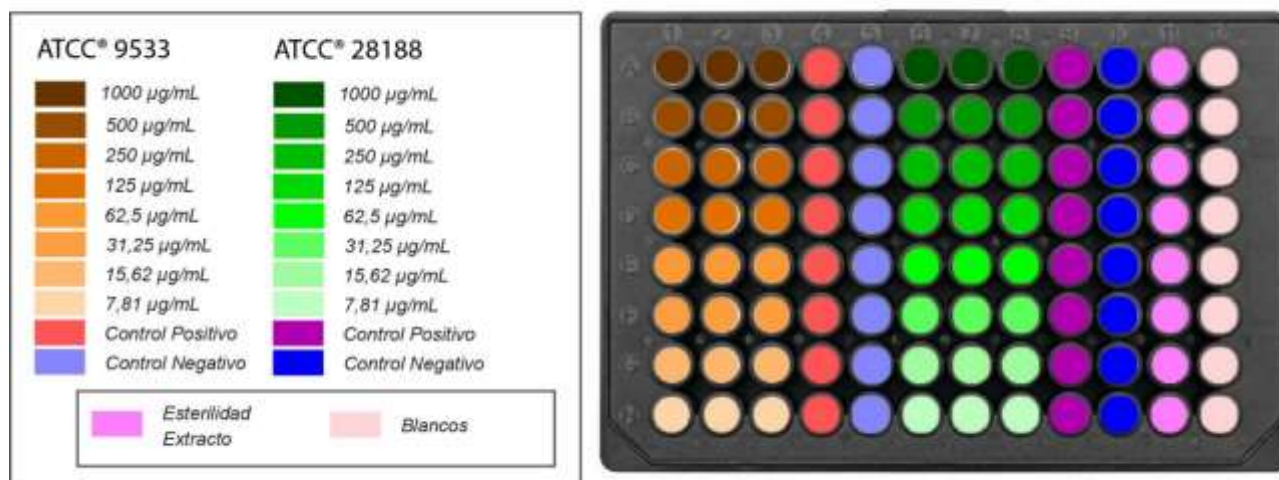 ATCC® 9533
1000 µg/mL
500 µg/mL
250 µg/mL
125 µg/mL
62,5 µg/mL
31,25 µg/mL
15,62 µg/mL
7,81 µg/mL
Control Positivo
Control Negativo
ATCC® 28188
1000 µg/mL
500 µg/mL
250 µg/mL
125 µg/mL
62,5 µg/mL
31,25 µg/mL
15,62 µg/mL
7,81 µg/mL
Control Positivo
Control Negativo
Esterilidad
Extracto
Blancos